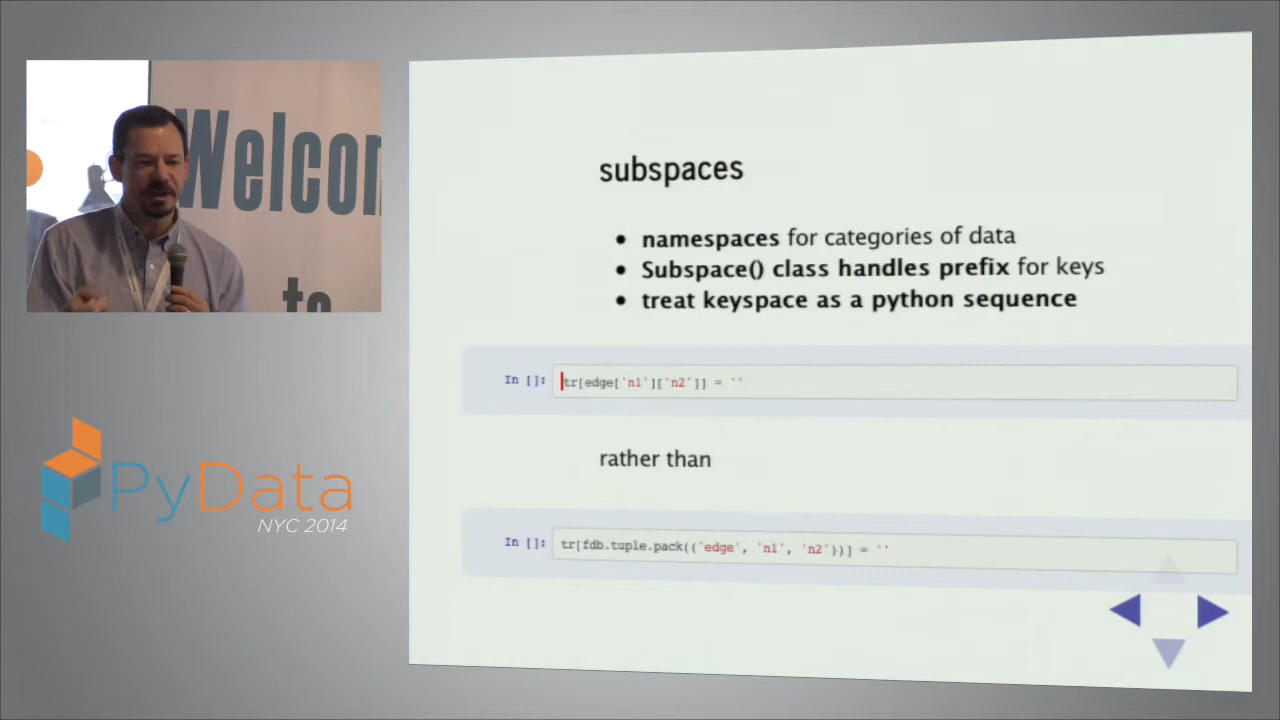 Welcom
to
PyData
NYC 2014
subspaces
• namespaces for categories of data
• Subspace() class handles prefix for keys
• treat keyspace as a python sequence
In []: tr[edge['n1']['n2']] = ''
rather than
In []: tr[fdb.tuple.pack(('edge', 'n1', 'n2'))] = ''